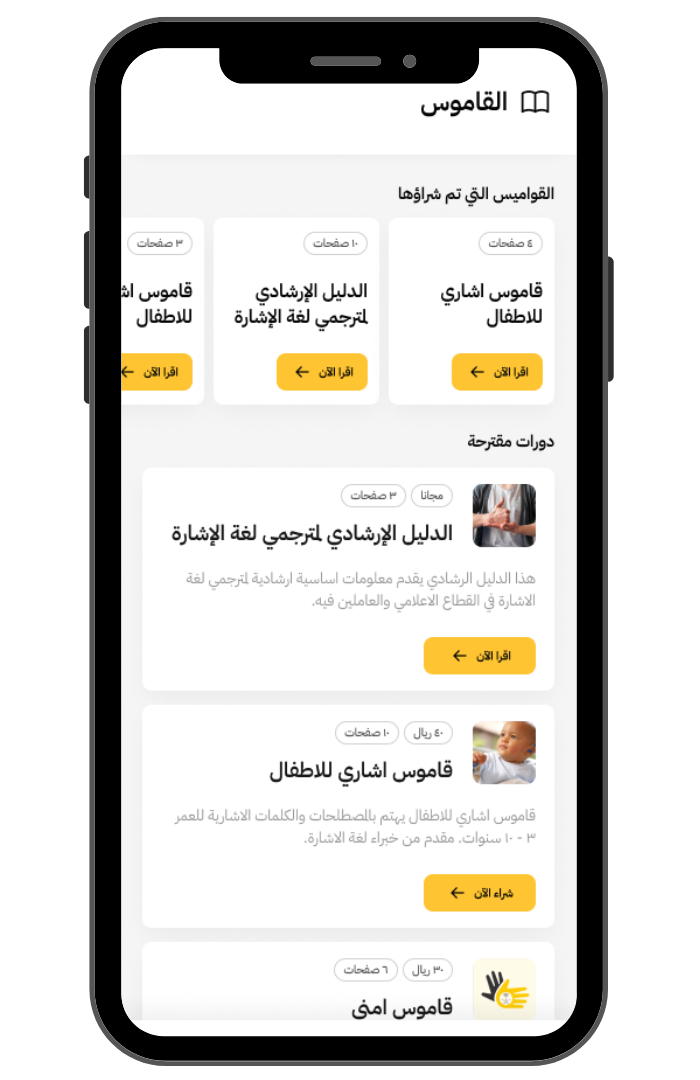 القاموس
القواميس التي تم شراؤها
٤ صفحات
قاموس اشاري
للاطفال
اقرا الآن
١٠ صفحات
الدليل الإرشادي
لمترجمي لغة الإشارة
اقرا الآن
٣ صفحات
قاموس اش
للاطفال
اقرا الآن
دورات مقترحة
مجانا ٣ صفحات
الدليل الإرشادي لمترجمي لغة الإشارة
هذا الدليل الرشادي يقدم معلومات اساسية ارشادية لمترجمي لغة
الاشارة في القطاع الاعلامي والعاملين فيه.
اقرا الآن
٤٠ ريال ١٠ صفحات
قاموس اشاري للاطفال
قاموس اشاري للاطفال يهتم بالمصطلحات والكلمات الاشارية للعمر
٣ - ١٠ سنوات. مقدم من خبراء لغة الاشارة.
شراء الآن
٣٠ ريال ٦ صفحات
قاموس امني